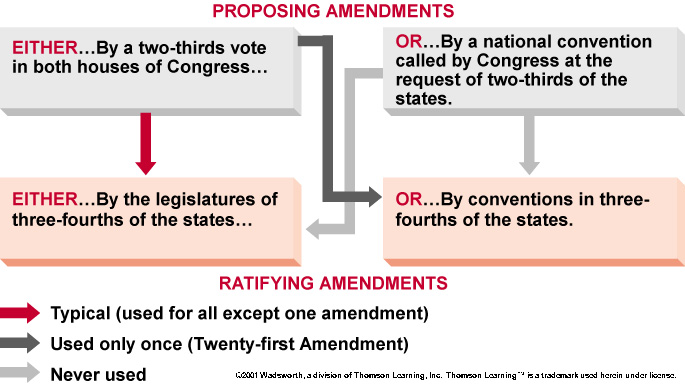 PROPOSING AMENDMENTS
EITHER…By a two-thirds vote
in both houses of Congress…
OR…By a national convention
called by Congress at the
request of two-thirds of the
states.
EITHER…By the legislatures of
three-fourths of the states…
OR…By conventions in three-
fourths of the states.
RATIFYING AMENDMENTS
Typical (used for all except one amendment)
Used only once (Twenty-first Amendment)
Never used
©2001 Wadsworth, a division of Thomson Learning, Inc. Thomson Learning™ is a trademark used herein under license.